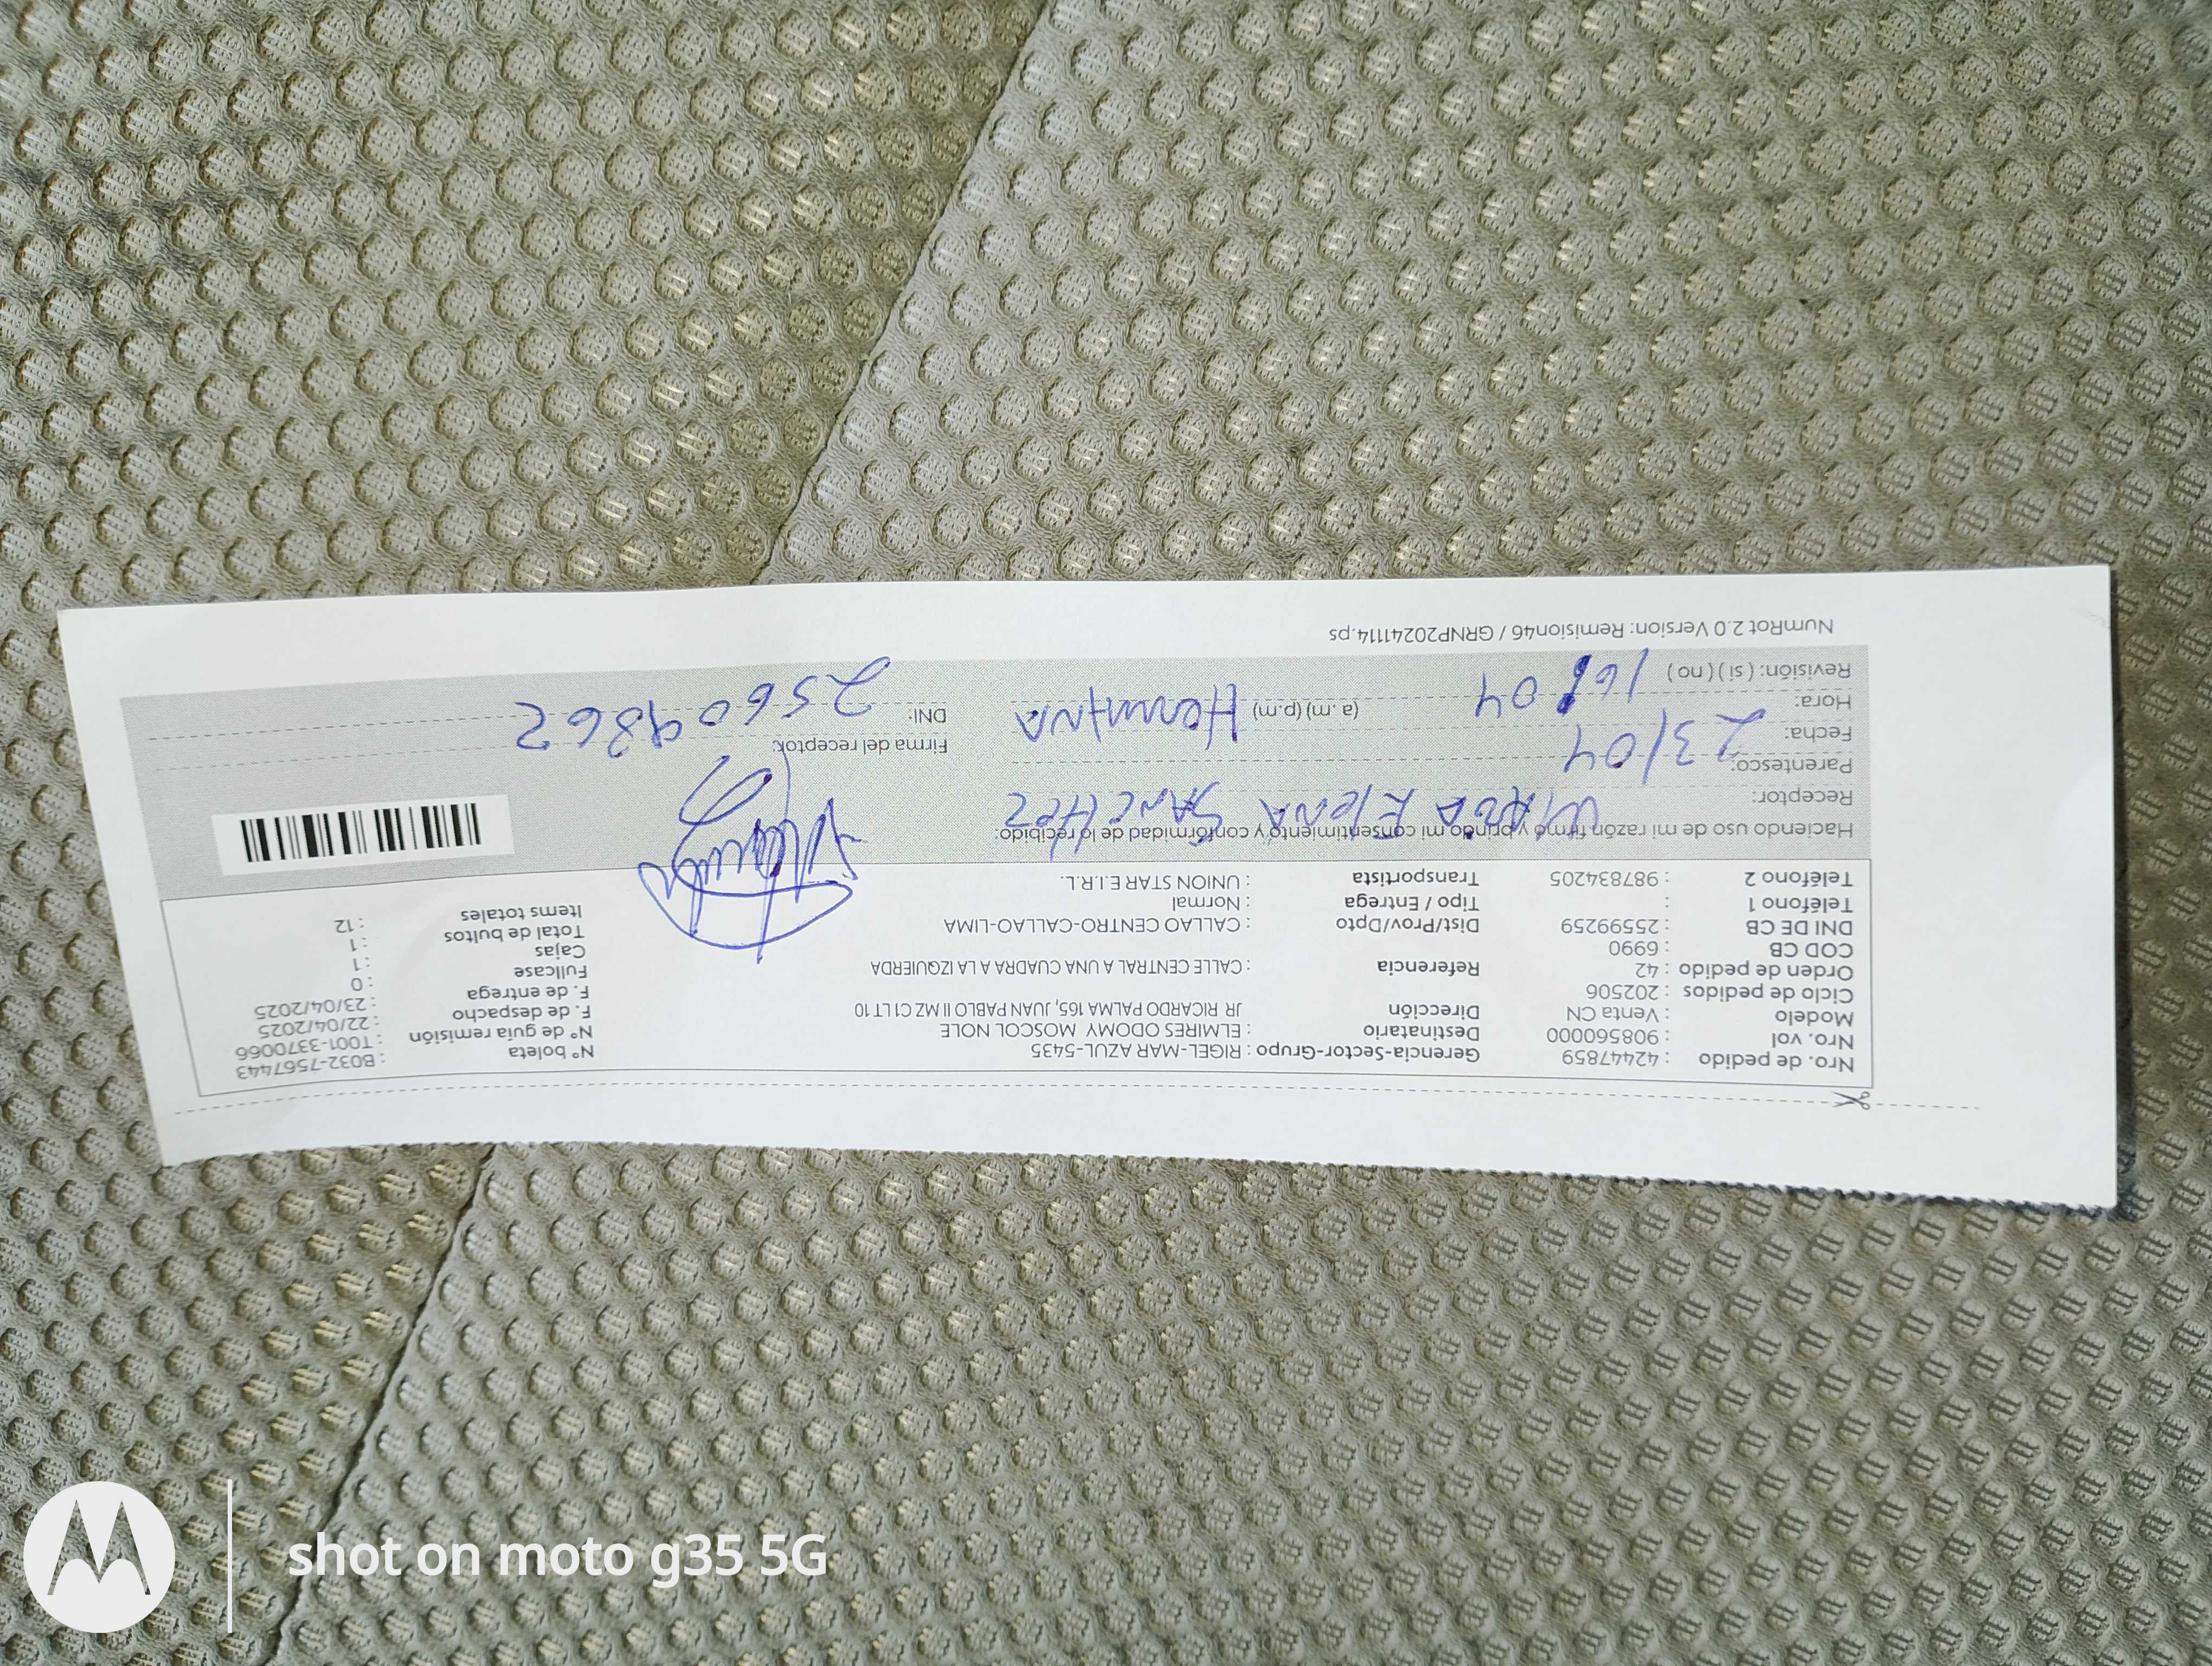 Nro. de pedido : 42447859 Gerencia-Sector-Grupo : RIGEL-MAR AZUL-5435 N° boleta : B032-7567443
Nro. vol : 908560000 Destinatario : ELMIRES ODOMY MOSCOL NOLE N° de guía remisión : T001-3370066
Modelo : Venta CN Dirección JR RICARDO PALMA 165, JUAN PABLO II MZ C1 LT 10 F. de despacho : 22/04/2025
Ciclo de pedidos : 202506 F. de entrega : 23/04/2025
Orden de pedido : 42 Referencia : CALLE CENTRAL A UNA CUADRA A LA IZQUIERDA Fullcase : 0
COD CB : 6990 Cajas : 1
DNI DE CB : 25599259 Dist/Prov/Dpto : CALLAO CENTRO-CALLAO-LIMA Total de bultos : 1
Teléfono 1 : Tipo / Entrega : Normal Items totales : 12
Teléfono 2 : 987834205 Transportista : UNION STAR E.I.R.L.
Haciendo uso de mi razón firmo y brindo mi consentimiento y conformidad de lo recibido:
Receptor: ELENA SANCHEZ
Parentesco:
Fecha: 23/04 Firma del receptor:
Hora: 16:04 (a.m) (p.m) HERMANA DNI: 25609862
Revisión: ( si ) ( no )
NumRot 2.0 Version: Remision46 / GRNP20241114.ps
shot on moto g35 5G